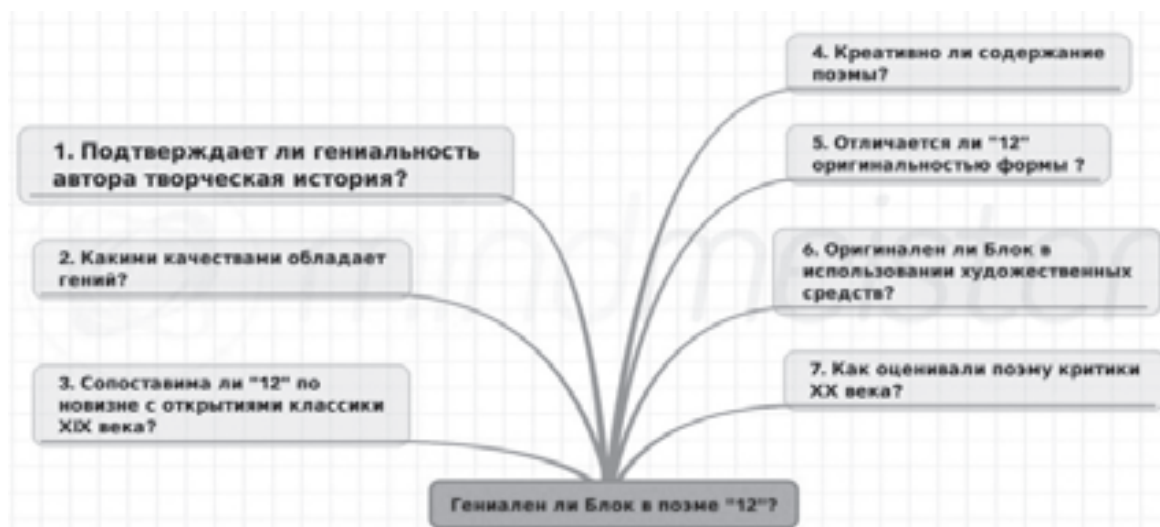 1. Подтверждает ли гениальность
автора творческая история?
2. Какими качествами обладает
гений?
3. Сопоставима ли "12" по
новизне с открытиями классики
XIX века?
4. Креативно ли содержание
поэмы?
5. Отличается ли "12"
оригинальностью формы ?
6. Оригинален ли Блок в
использовании художественных
средств?
7. Как оценивали поэму критики
XX века?
Гениален ли Блок в поэме "12"?
mindmeister